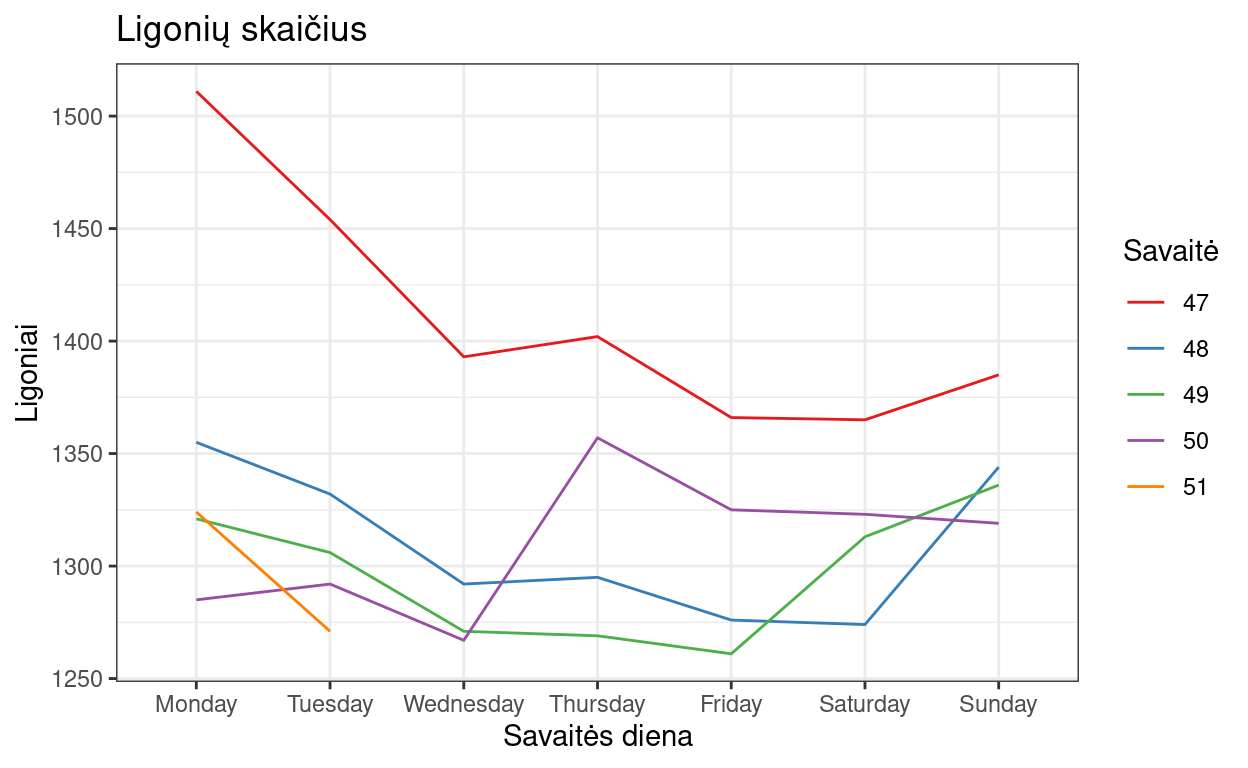 Ligonių skaičius
1500
1450
1400
1350
1300
1250
Ligoniai
Monday Tuesday Wednesday Thursday Friday Saturday Sunday
Savaitės diena
Savaitė
47
48
49
50
51